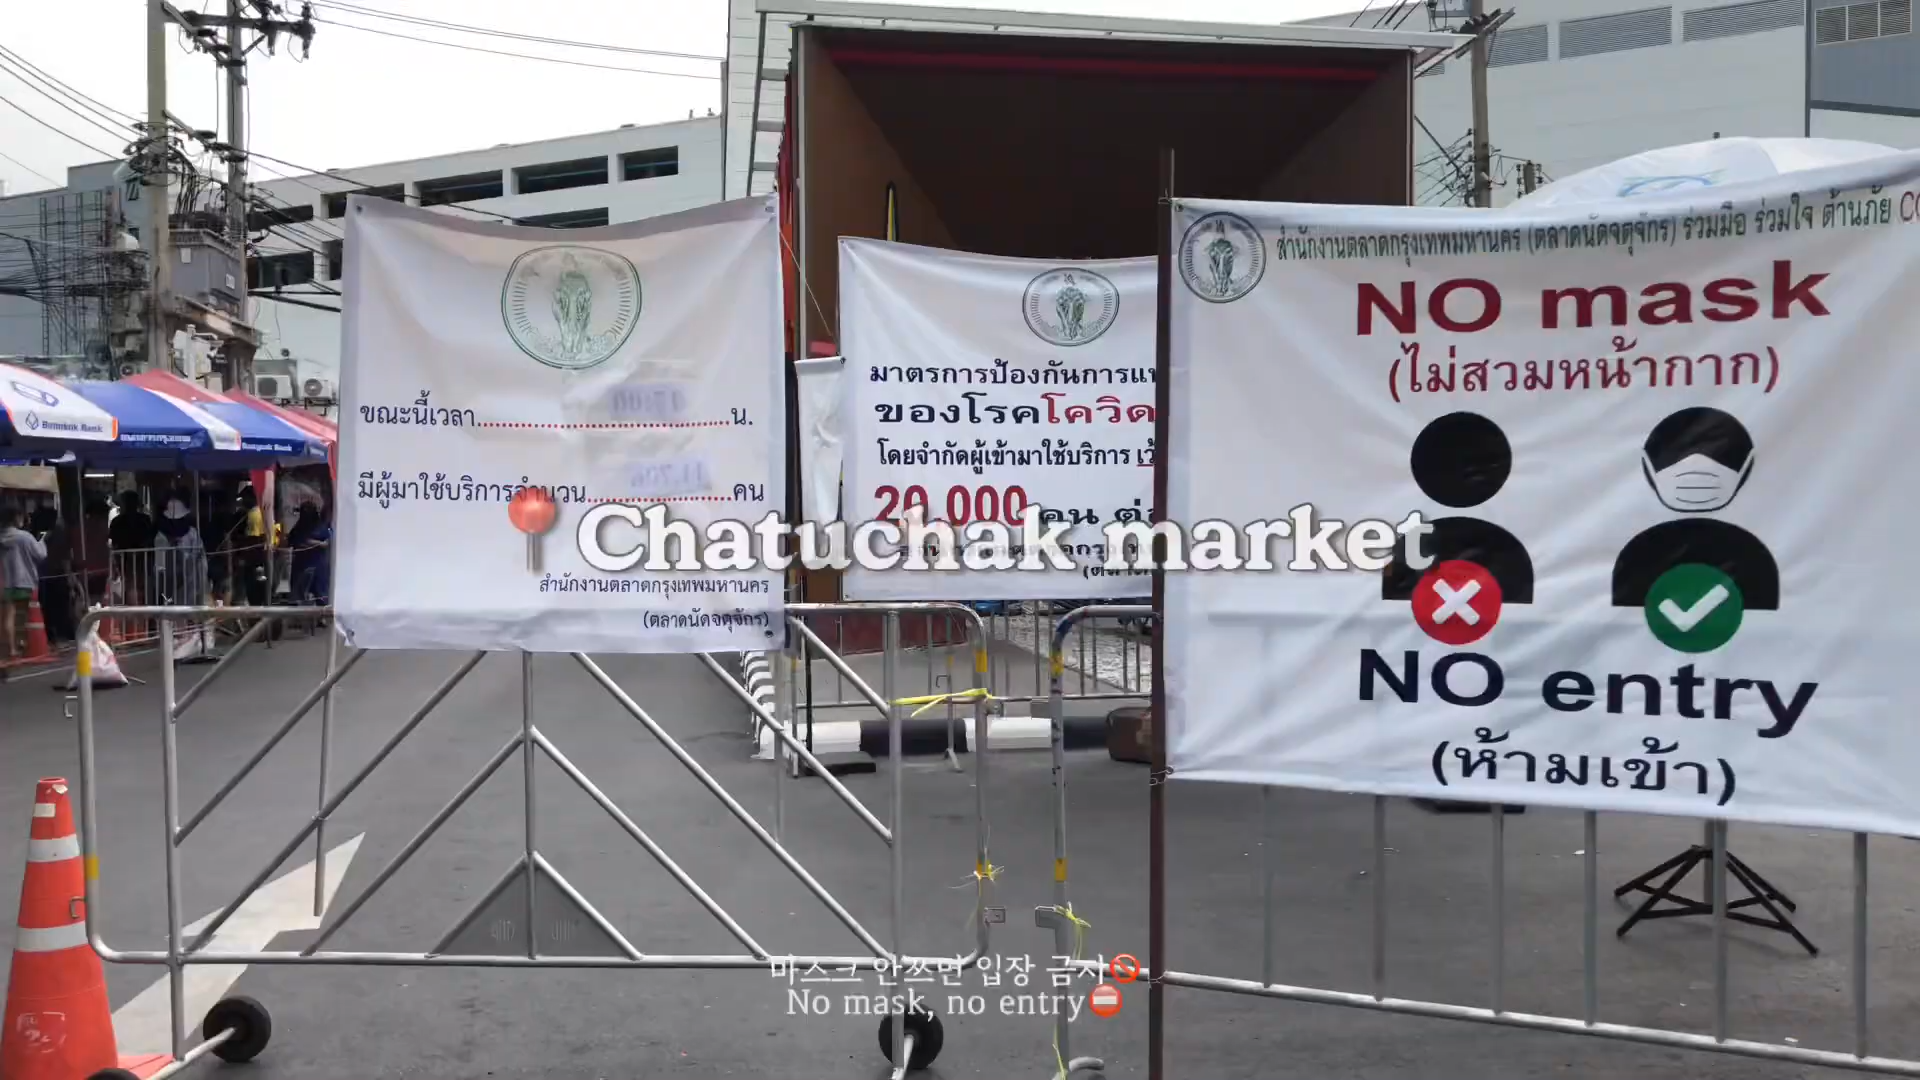 ขณะนี้เวลา..............................น.
มีผู้มาใช้บริการจำนวน....................คน
สำนักงานตลาดกรุงเทพมหานคร
(ตลาดนัดจตุจักร)
มาตรการป้องกันการแพ
ของโรคโควิด
โดยจำกัดผู้เข้ามาใช้บริการ
20,000 คน
สำนักงานตลาดกรุงเทพมหานคร (ตลาดนัดจตุจักร) ร่วมมือ ร่วมใจ ต้านภัย CO
NO mask
(ไม่สวมหน้ากาก)
NO entry
(ห้ามเข้า)
Bangkok Bank
Bangkok Bank
📍 Chatuchak market
마스크 안쓰면 입장 금지🚫
No mask, no entry⛔